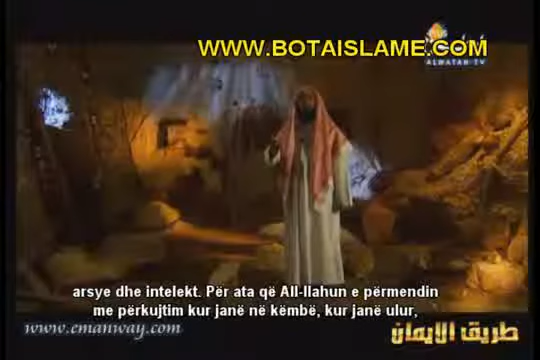 WWW.BOTAISLAME.COM
ALWATAN TV
arsye dhe intelekt. Për ata që All-llahun e përmendin
me përkujtim kur janë në këmbë, kur janë ulur,
www.emanway.com
طريق الإيمان